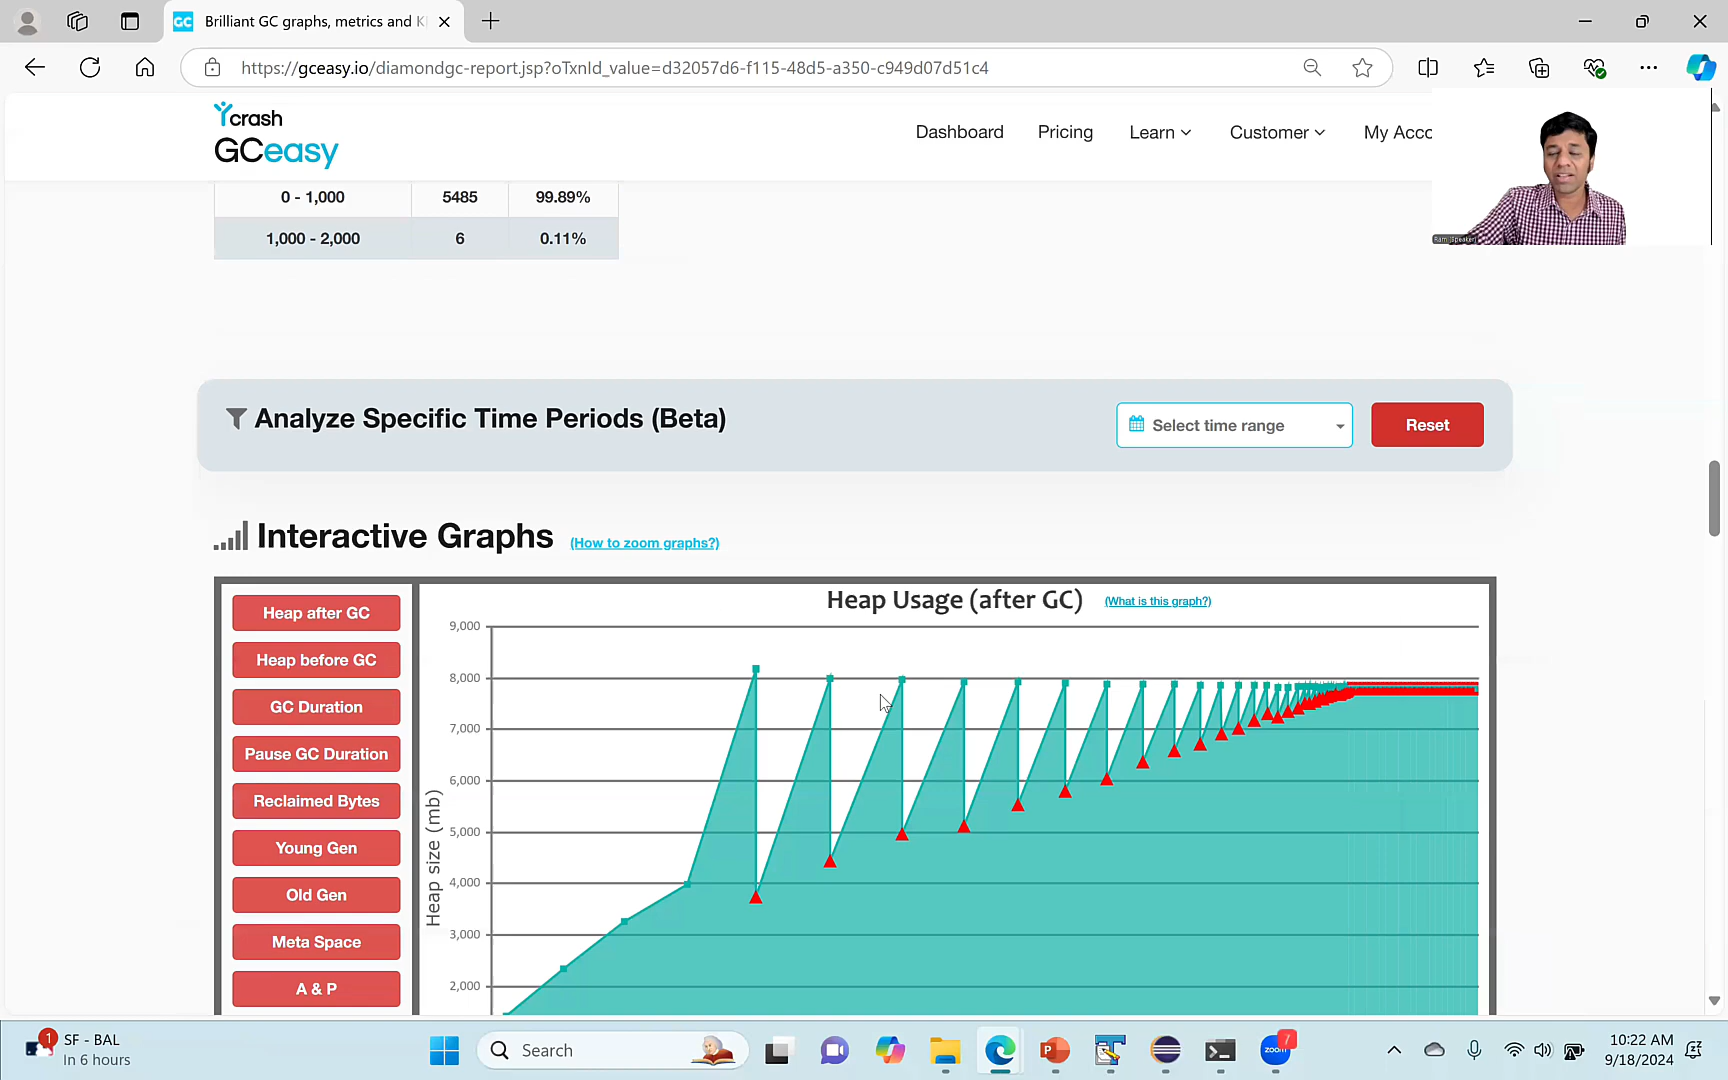 GC Brilliant GC graphs, metrics and K
https://gceasy.io/diamondgc-report.jsp?oTxnId_value=d32057d6-f115-48d5-a350-c949d07d51c4
Ycrash
GCeasy
Dashboard Pricing Learn Customer My Acco
0 - 1,000 5485 99.89%
1,000 - 2,000 6 0.11%
Analyze Specific Time Periods (Beta)
Select time range
Reset
Interactive Graphs (How to zoom graphs?)
Heap after GC
Heap before GC
GC Duration
Pause GC Duration
Reclaimed Bytes
Young Gen
Old Gen
Meta Space
A & P
Heap Usage (after GC) (What is this graph?)
Heap size (mb)
9,000
8,000
7,000
6,000
5,000
4,000
3,000
2,000
1
SF - BAL
In 6 hours
Search
zoom
7
10:22 AM
9/18/2024